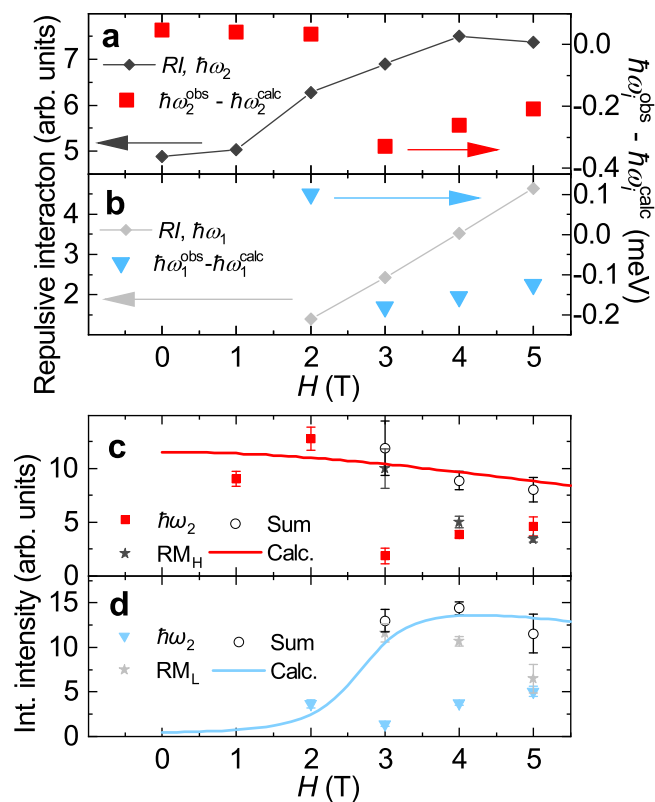 a
7
6
5
RI, ħω₂
ħω₂ᵒᵇˢ - ħω₂ᶜᵃˡᶜ
0.0
-0.2
-0.4
Repulsive interacton (arb. units)
ħωᵢᵒᵇˢ - ħωᵢᶜᵃˡᶜ (meV)
b
4
3
2
RI, ħω₁
ħω₁ᵒᵇˢ-ħω₁ᶜᵃˡᶜ
0.1
0.0
-0.1
-0.2
0 1 2 3 4 5
H (T)
c
10
5
0
ħω₂ Sum
RM_H Calc.
Int. intensity (arb. units)
d
15
10
5
0
ħω₂ Sum
RM_L Calc.
0 1 2 3 4 5
H (T)